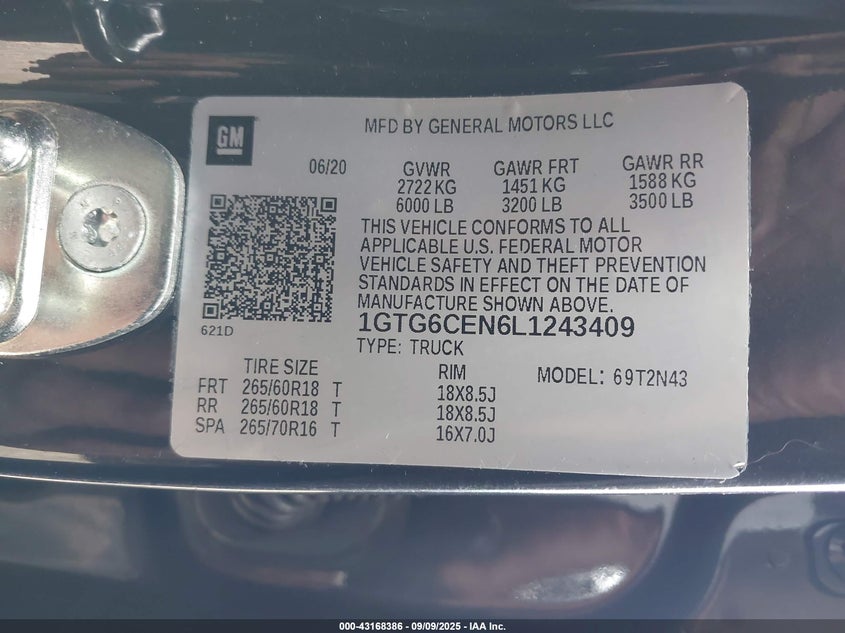 GM
MFD BY GENERAL MOTORS LLC
06/20 GVWR GAWR FRT GAWR RR
2722 KG 1451 KG 1588 KG
6000 LB 3200 LB 3500 LB
THIS VEHICLE CONFORMS TO ALL
APPLICABLE U.S. FEDERAL MOTOR
VEHICLE SAFETY AND THEFT PREVENTION
STANDARDS IN EFFECT ON THE DATE OF
MANUFACTURE SHOWN ABOVE.
621D
1GTG6CEN6L1243409
TYPE: TRUCK
TIRE SIZE RIM MODEL: 69T2N43
FRT 265/60R18 T 18X8.5J
RR 265/60R18 T 18X8.5J
SPA 265/70R16 T 16X7.0J
000-43168386 - 09/09/2025 - IAA Inc.